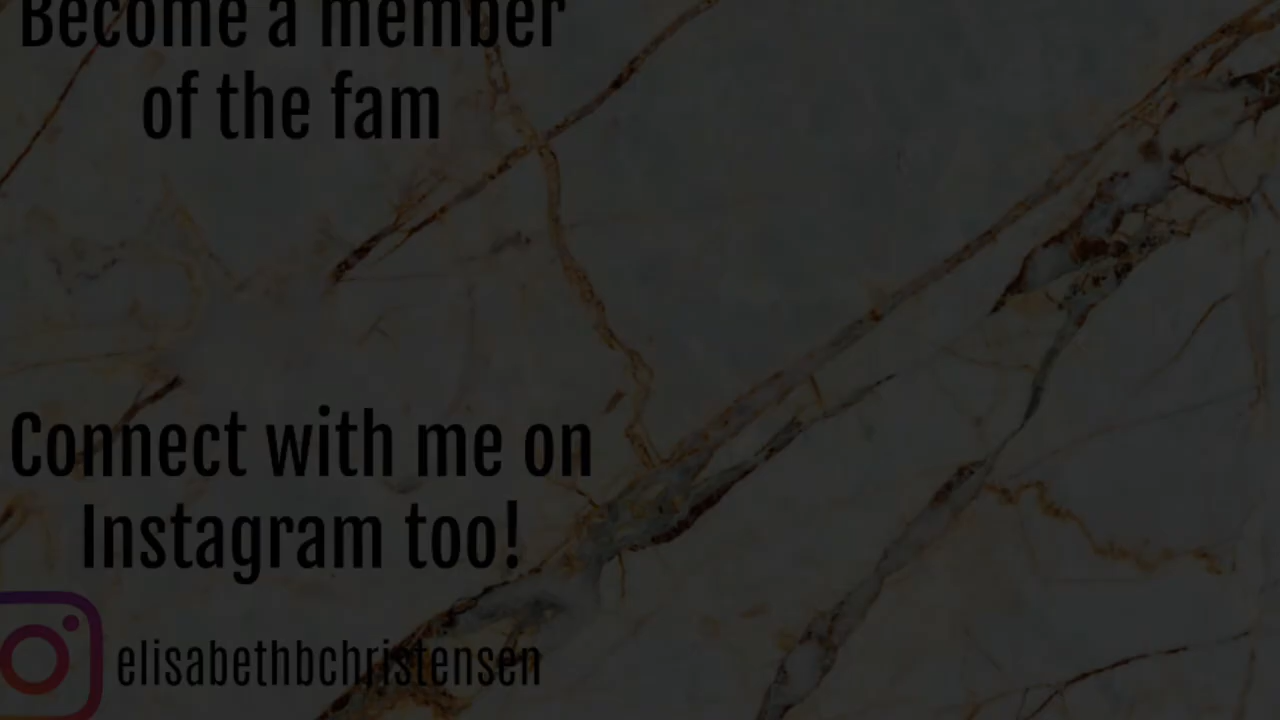 Become a member
of the fam
Connect with me on
Instagram too!
elisabethbchristensen